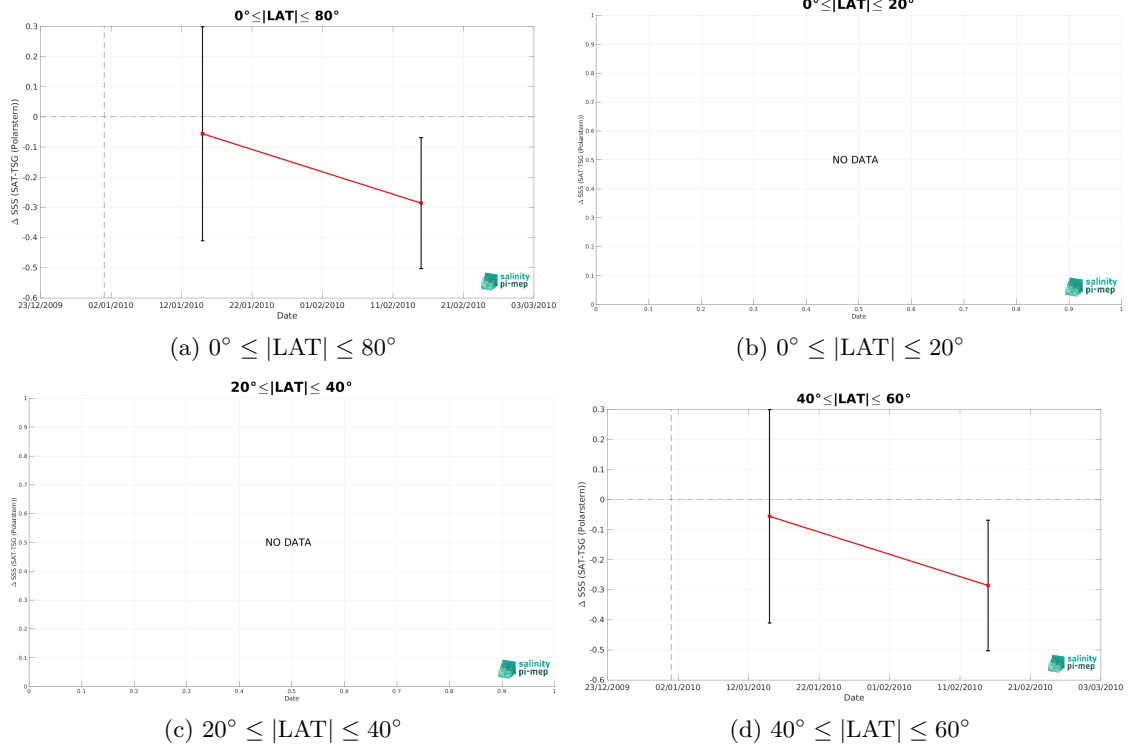 0°≤|LAT|≤ 80°
0.3
0.2
0.1
0
-0.1
-0.2
-0.3
-0.4
-0.5
-0.6
Δ SSS (SAT-TSG (Polarstern))
salinity
pi-mep
23/12/2009 02/01/2010 12/01/2010 22/01/2010 01/02/2010 11/02/2010 21/02/2010 03/03/2010
Date
(a) 0° ≤ |LAT| ≤ 80°
0°≤|LAT|≤ 20°
1
0.9
0.8
0.7
0.6
0.5
0.4
0.3
0.2
0.1
0
Δ SSS (SAT-TSG (Polarstern))
NO DATA
salinity
pi-mep
0 0.1 0.2 0.3 0.4 0.5 0.6 0.7 0.8 0.9 1
Date
(b) 0° ≤ |LAT| ≤ 20°
20°≤|LAT|≤ 40°
1
0.9
0.8
0.7
0.6
0.5
0.4
0.3
0.2
0.1
0
Δ SSS (SAT-TSG (Polarstern))
NO DATA
salinity
pi-mep
0 0.1 0.2 0.3 0.4 0.5 0.6 0.7 0.8 0.9 1
Date
(c) 20° ≤ |LAT| ≤ 40°
40°≤|LAT|≤ 60°
0.3
0.2
0.1
0
-0.1
-0.2
-0.3
-0.4
-0.5
-0.6
Δ SSS (SAT-TSG (Polarstern))
salinity
pi-mep
23/12/2009 02/01/2010 12/01/2010 22/01/2010 01/02/2010 11/02/2010 21/02/2010 03/03/2010
Date
(d) 40° ≤ |LAT| ≤ 60°